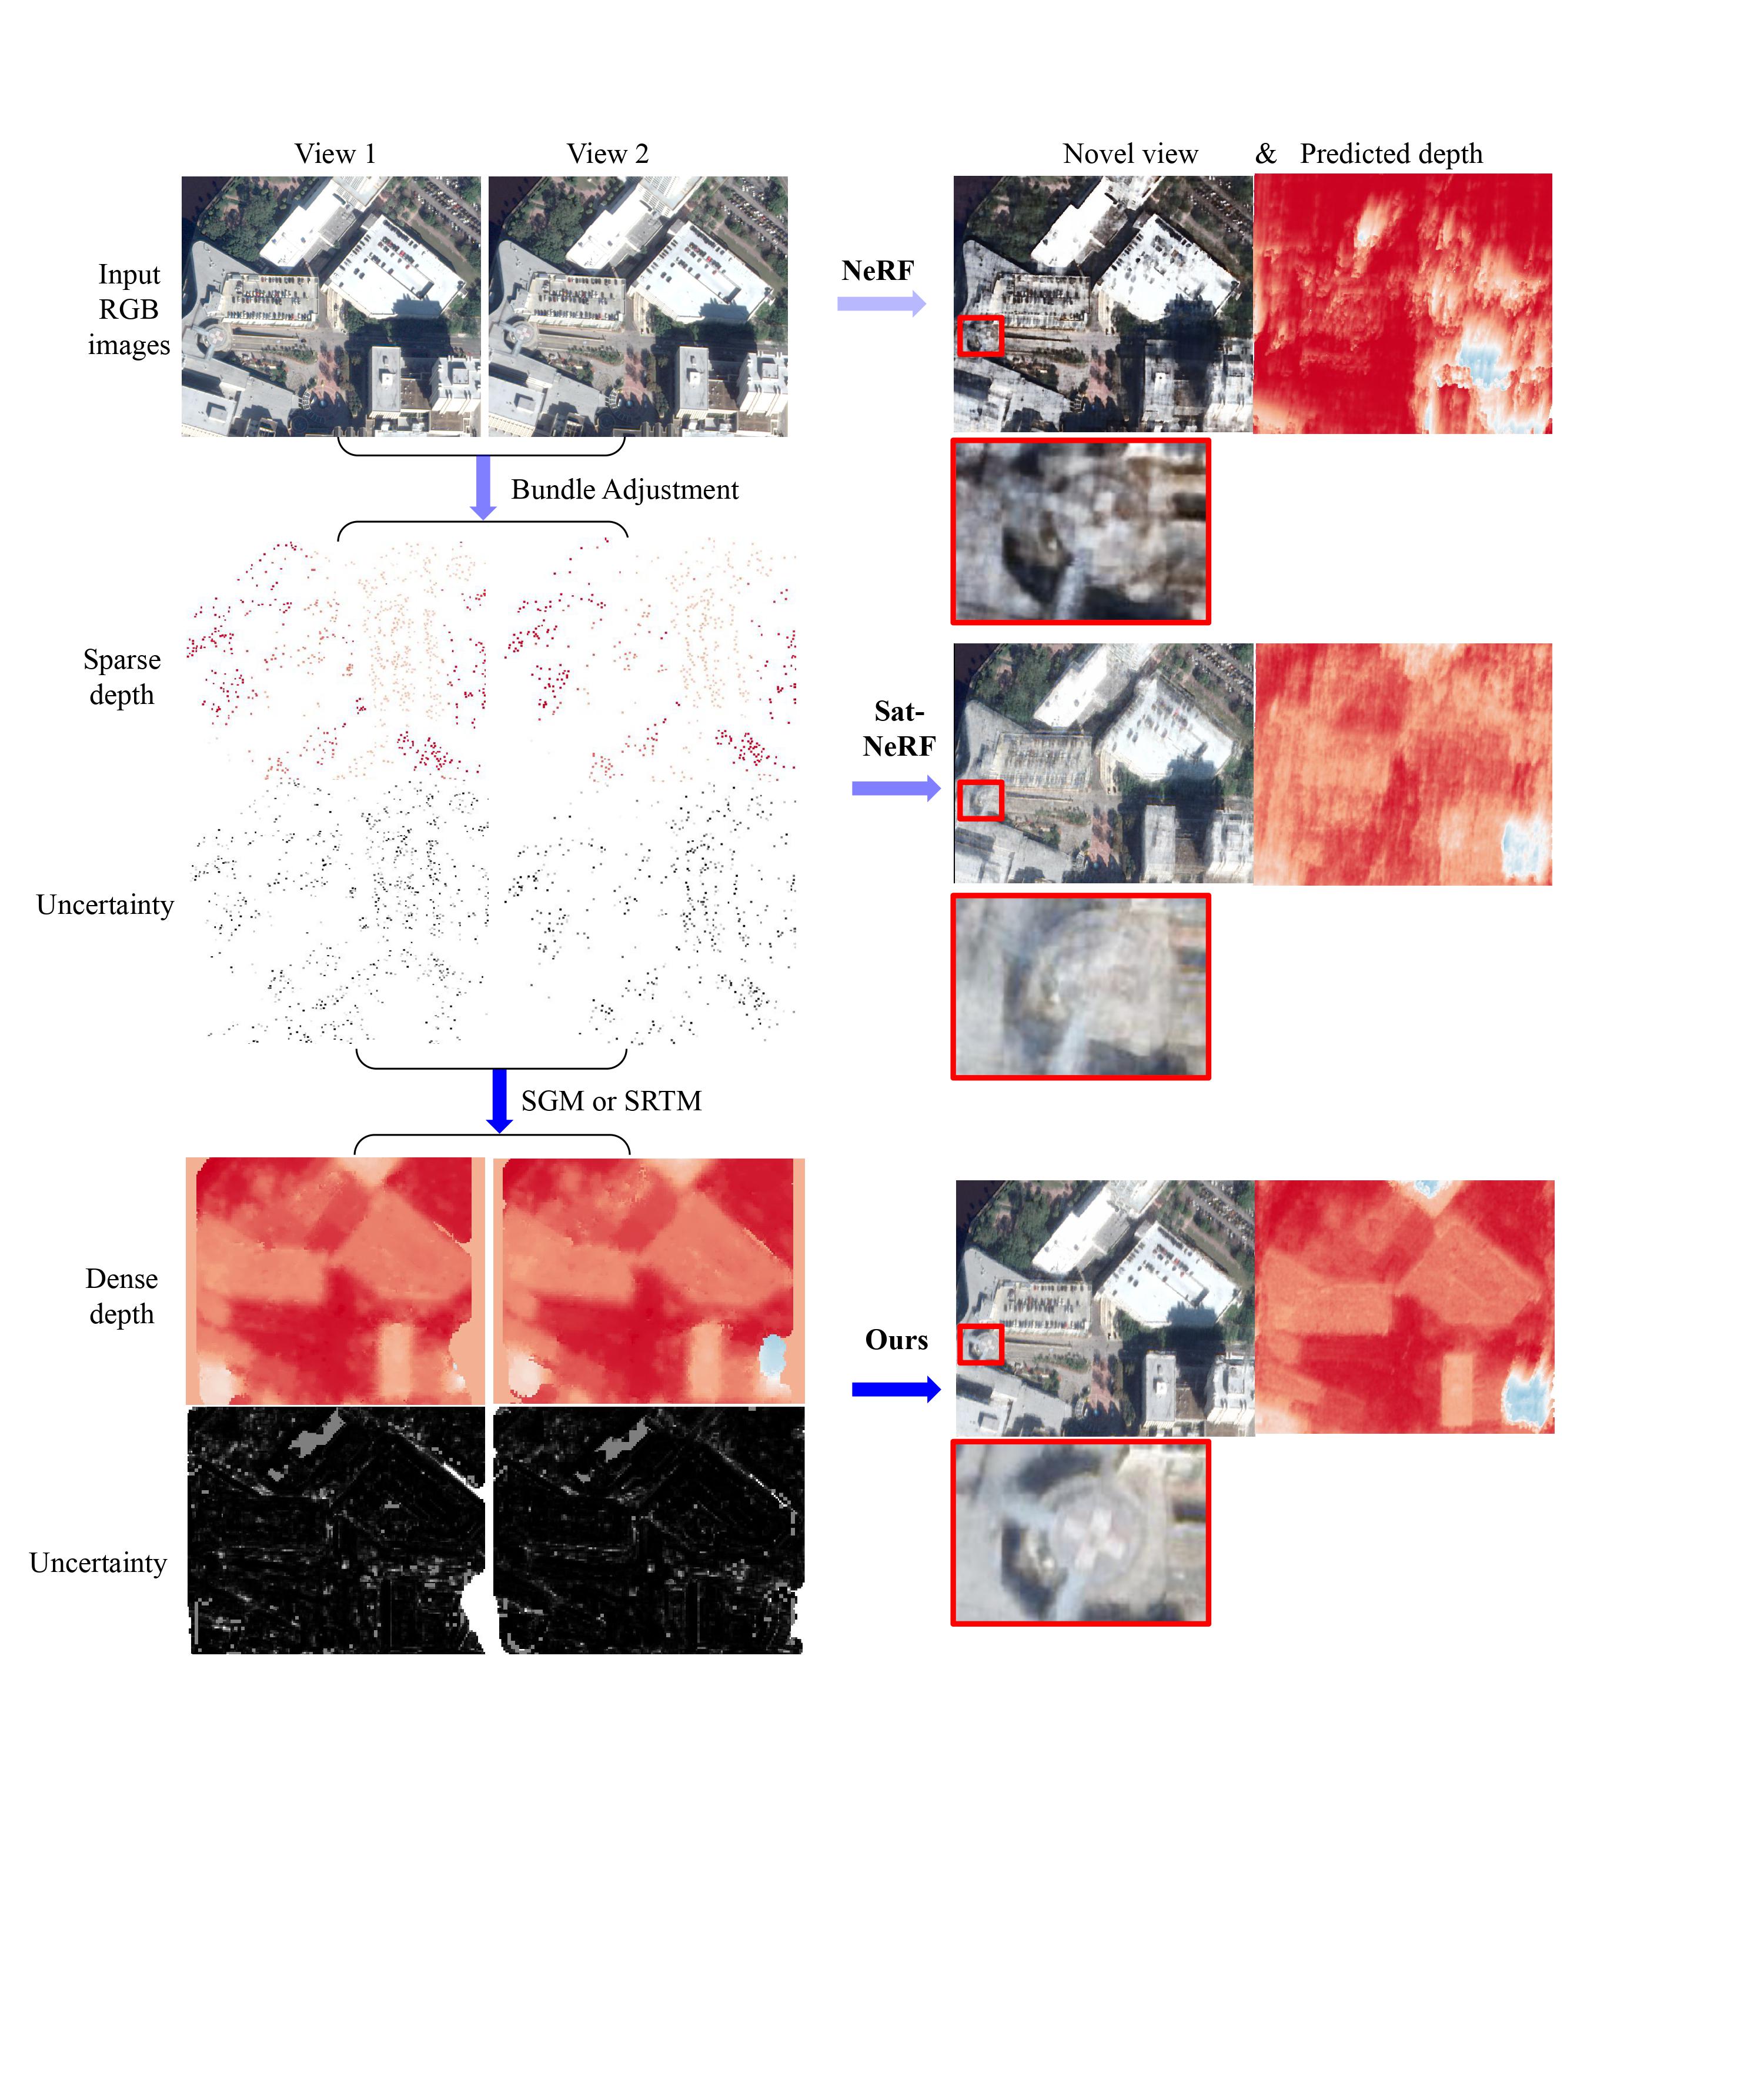 View 1
View 2
Novel view & Predicted depth
Input
RGB
images
NeRF
Bundle Adjustment
Sparse
depth
Sat-
NeRF
Uncertainty
SGM or SRTM
Dense
depth
Ours
Uncertainty